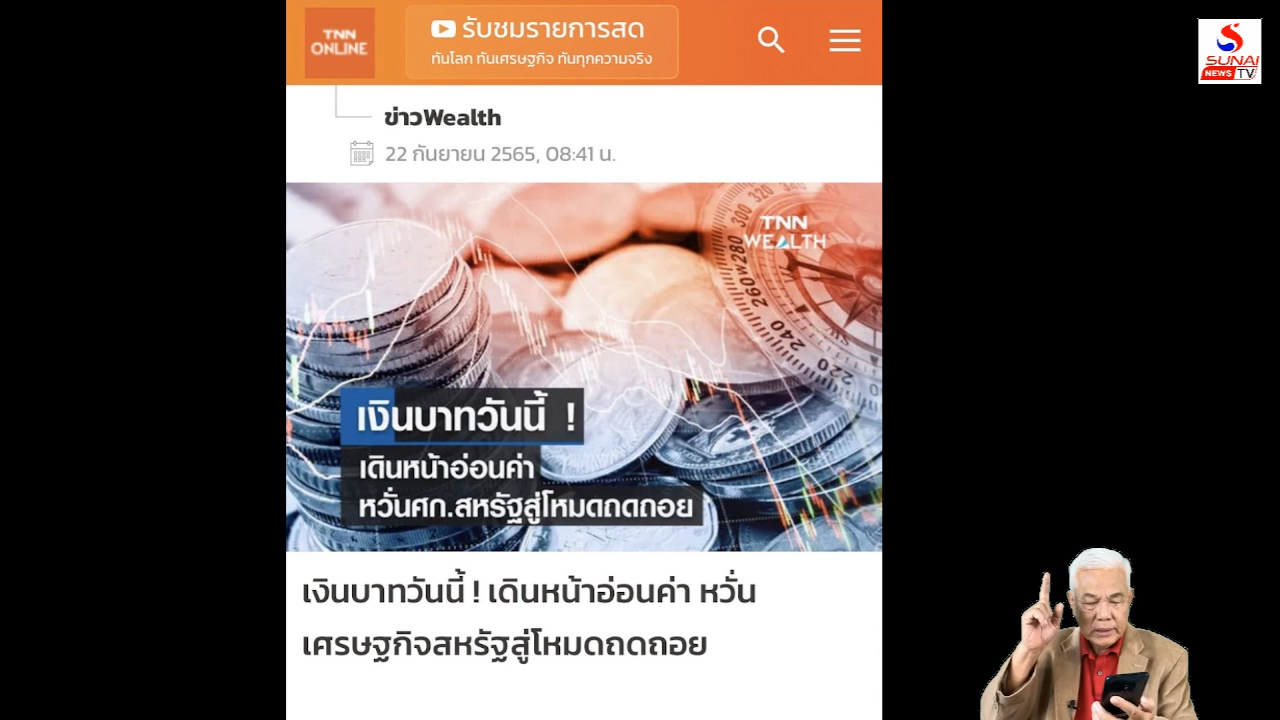 TNN
ONLINE
รับชมรายการสด
ทันโลก ทันเศรษฐกิจ ทันทุกความจริง
SUNAI
NEWS TV
ข่าวWealth
22 กันยายน 2565, 08:41 น.
TNN
WEALTH
320
300
280
260W
240
220
เงินบาทวันนี้ !
เดินหน้าอ่อนค่า
หวั่นศก.สหรัฐสู่โหมดถดถอย
เงินบาทวันนี้ ! เดินหน้าอ่อนค่า หวั่น
เศรษฐกิจสหรัฐสู่โหมดถดถอย